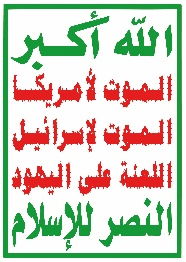 الله أكبر
الموت لأمريكا
الموت لإسرائيل
اللعنة على اليهود
النصر للإسلام